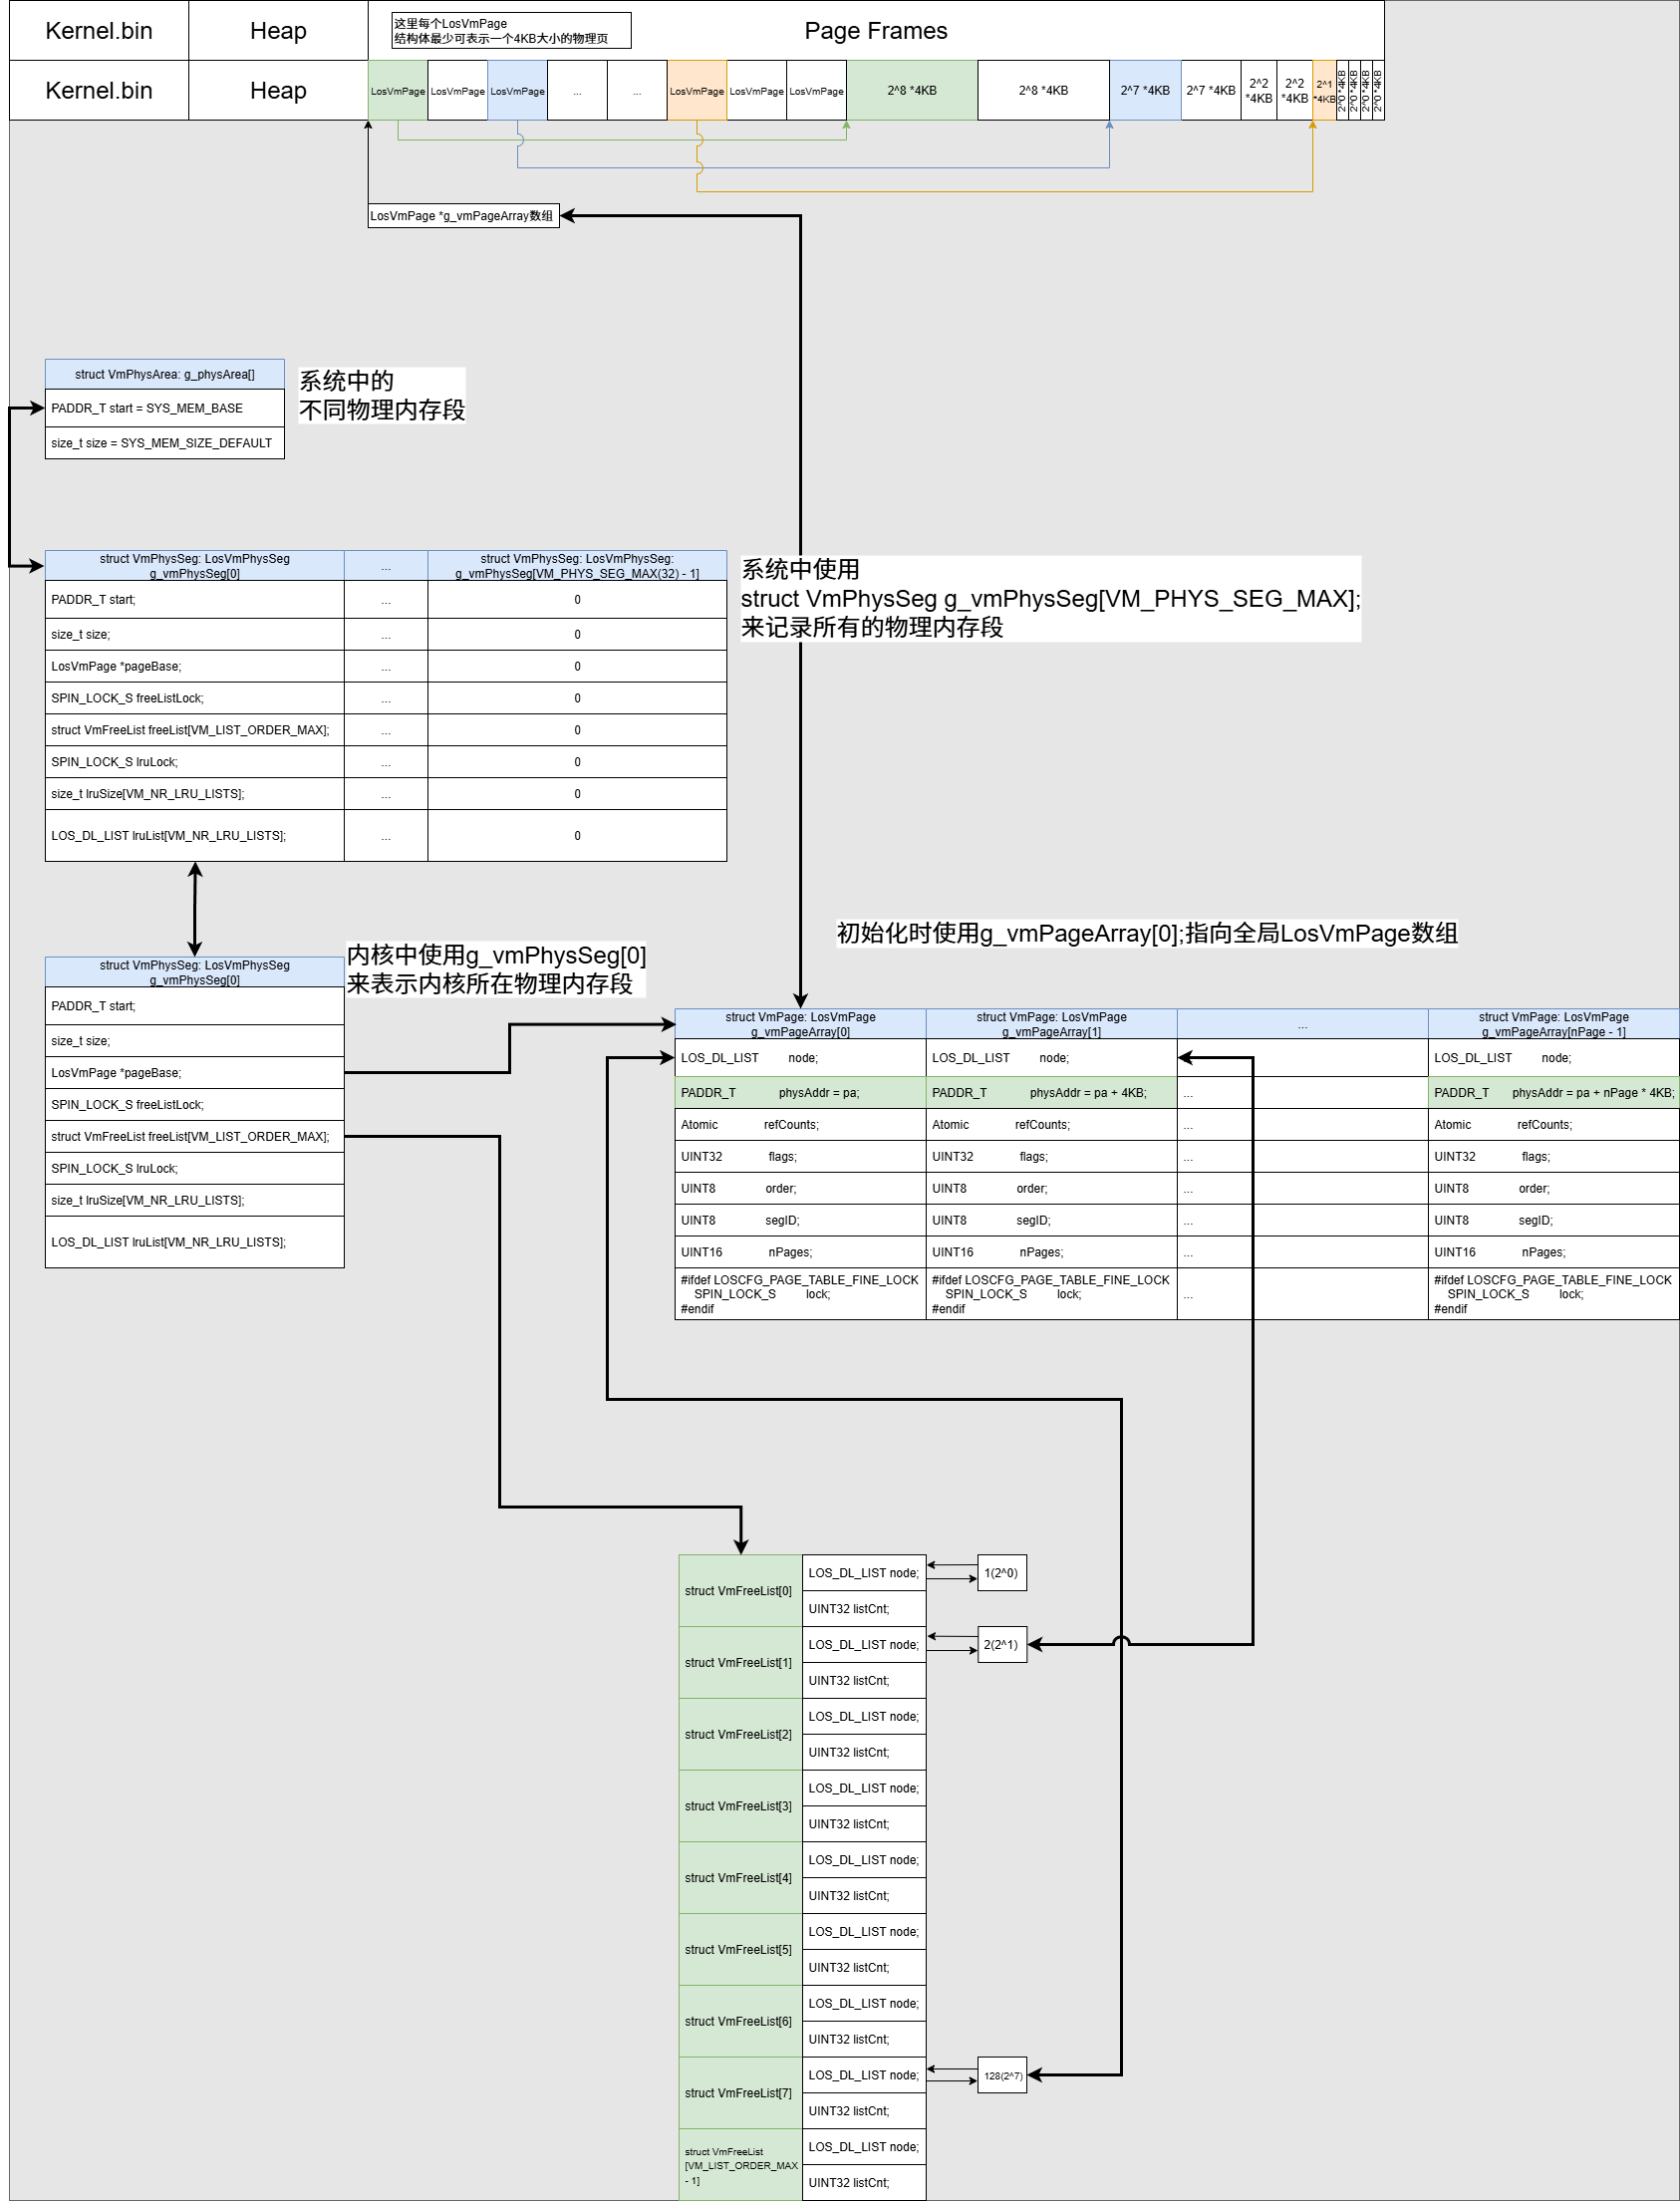 Kernel.bin
Heap
这里每个LosVmPage
结构体最少可表示一个4KB大小的物理页
Page Frames
Kernel.bin
Heap
LosVmPage
LosVmPage
LosVmPage
...
...
LosVmPage
LosVmPage
LosVmPage
2^8 *4KB
2^8 *4KB
2^7 *4KB
2^7 *4KB
2^2
*4KB
2^2
*4KB
2^1
*4KB
2^0 *4KB
2^0 *4KB
2^0 *4KB
2^0 *4KB
LosVmPage *g_vmPageArray数组
struct VmPhysArea: g_physArea[]
PADDR_T start = SYS_MEM_BASE
size_t size = SYS_MEM_SIZE_DEFAULT
系统中的
不同物理内存段
struct VmPhysSeg: LosVmPhysSeg
g_vmPhysSeg[0]
...
struct VmPhysSeg: LosVmPhysSeg:
g_vmPhysSeg[VM_PHYS_SEG_MAX(32) - 1]
PADDR_T start;
...
0
size_t size;
...
0
LosVmPage *pageBase;
...
0
SPIN_LOCK_S freeListLock;
...
0
struct VmFreeList freeList[VM_LIST_ORDER_MAX];
...
0
SPIN_LOCK_S lruLock;
...
0
size_t lruSize[VM_NR_LRU_LISTS];
...
0
LOS_DL_LIST lruList[VM_NR_LRU_LISTS];
...
0
系统中使用
struct VmPhysSeg g_vmPhysSeg[VM_PHYS_SEG_MAX];
来记录所有的物理内存段
初始化时使用g_vmPageArray[0];指向全局LosVmPage数组
内核中使用g_vmPhysSeg[0]
来表示内核所在物理内存段
struct VmPhysSeg: LosVmPhysSeg
g_vmPhysSeg[0]
PADDR_T start;
size_t size;
LosVmPage *pageBase;
SPIN_LOCK_S freeListLock;
struct VmFreeList freeList[VM_LIST_ORDER_MAX];
SPIN_LOCK_S lruLock;
size_t lruSize[VM_NR_LRU_LISTS];
LOS_DL_LIST lruList[VM_NR_LRU_LISTS];
struct VmPage: LosVmPage
g_vmPageArray[0]
struct VmPage: LosVmPage
g_vmPageArray[1]
...
struct VmPage: LosVmPage
g_vmPageArray[nPage - 1]
LOS_DL_LIST node;
LOS_DL_LIST node;
LOS_DL_LIST node;
PADDR_T physAddr = pa;
PADDR_T physAddr = pa + 4KB;
...
PADDR_T physAddr = pa + nPage * 4KB;
Atomic refCounts;
Atomic refCounts;
...
Atomic refCounts;
UINT32 flags;
UINT32 flags;
...
UINT32 flags;
UINT8 order;
UINT8 order;
...
UINT8 order;
UINT8 segID;
UINT8 segID;
...
UINT8 segID;
UINT16 nPages;
UINT16 nPages;
...
UINT16 nPages;
#ifdef LOSCFG_PAGE_TABLE_FINE_LOCK
SPIN_LOCK_S lock;
#endif
#ifdef LOSCFG_PAGE_TABLE_FINE_LOCK
SPIN_LOCK_S lock;
#endif
...
#ifdef LOSCFG_PAGE_TABLE_FINE_LOCK
SPIN_LOCK_S lock;
#endif
struct VmFreeList[0]
LOS_DL_LIST node;
UINT32 listCnt;
1(2^0)
struct VmFreeList[1]
LOS_DL_LIST node;
UINT32 listCnt;
2(2^1)
struct VmFreeList[2]
LOS_DL_LIST node;
UINT32 listCnt;
struct VmFreeList[3]
LOS_DL_LIST node;
UINT32 listCnt;
struct VmFreeList[4]
LOS_DL_LIST node;
UINT32 listCnt;
struct VmFreeList[5]
LOS_DL_LIST node;
UINT32 listCnt;
struct VmFreeList[6]
LOS_DL_LIST node;
UINT32 listCnt;
struct VmFreeList[7]
LOS_DL_LIST node;
UINT32 listCnt;
128(2^7)
struct VmFreeList
[VM_LIST_ORDER_MAX
- 1]
LOS_DL_LIST node;
UINT32 listCnt;